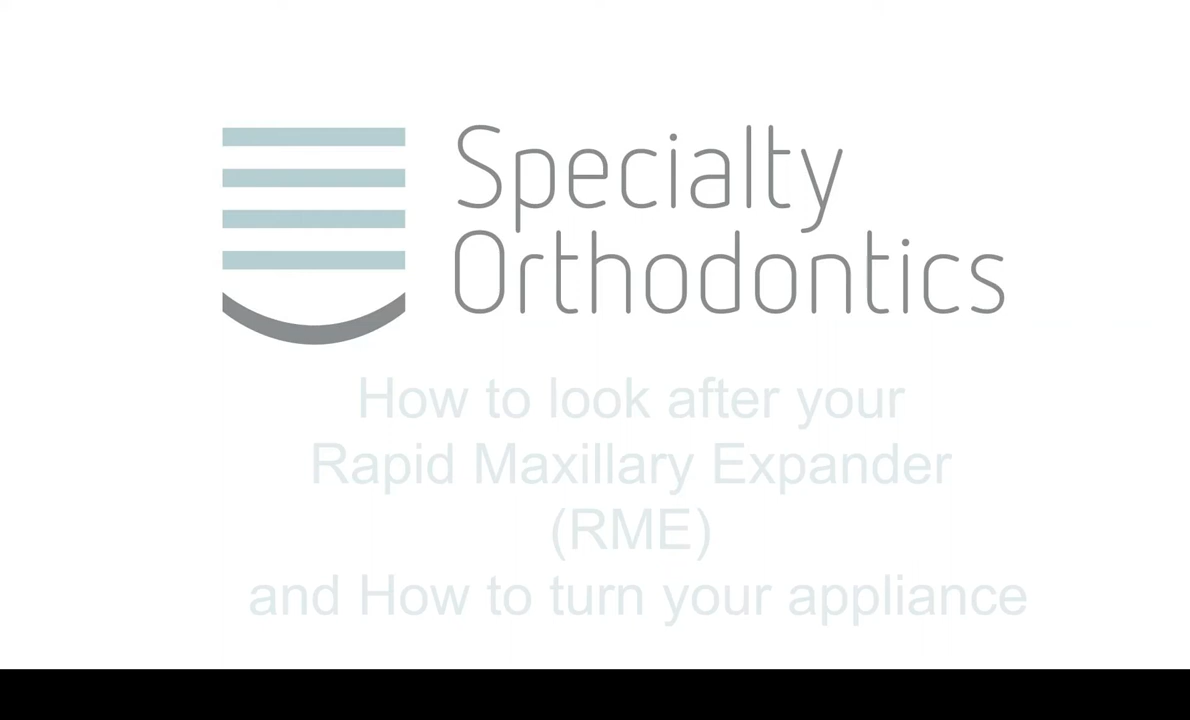 Specialty
Orthodontics
How to look after your
Rapid Maxillary Expander
(RME)
and How to turn your appliance